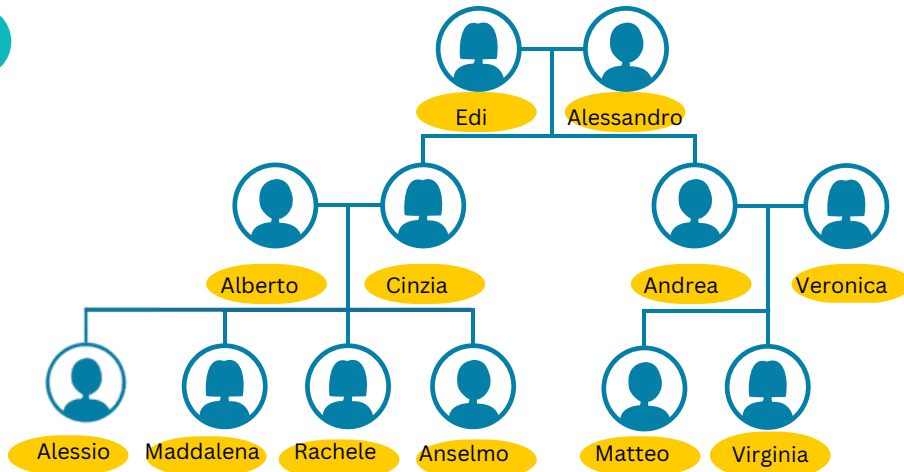 Edi
Alessandro
Alberto
Cinzia
Andrea
Veronica
Alessio
Maddalena
Rachele
Anselmo
Matteo
Virginia